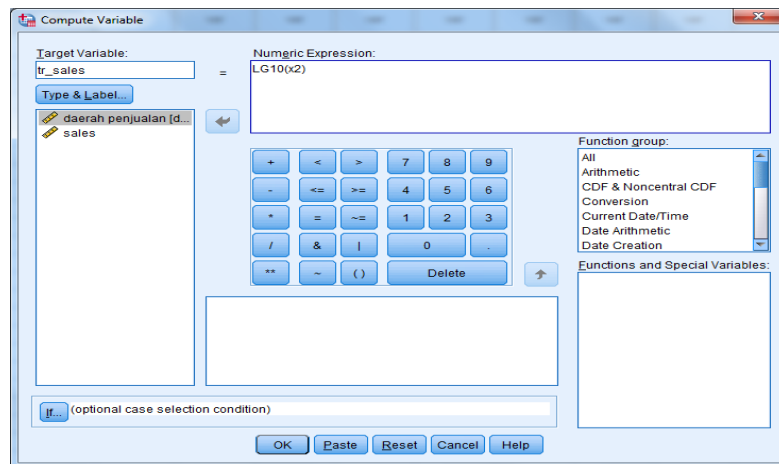 Compute Variable
Target Variable:
tr_sales
=
Numeric Expression:
LG10(x2)
Type & Label...
daerah penjualan [d...
sales
+ < > 7 8 9
- <= >= 4 5 6
* = ~= 1 2 3
/ & | 0 .
** ~ ( ) Delete
Function group:
All
Arithmetic
CDF & Noncentral CDF
Conversion
Current Date/Time
Date Arithmetic
Date Creation
Functions and Special Variables:
If... (optional case selection condition)
OK Paste Reset Cancel Help